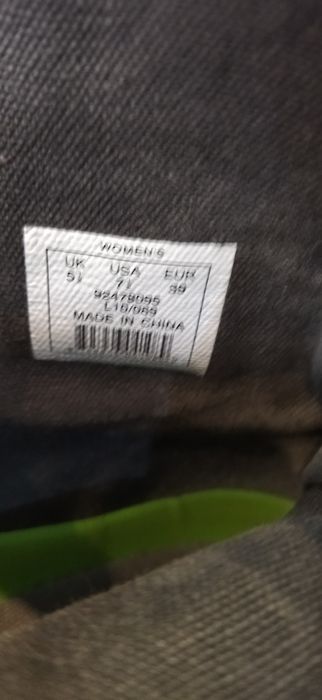 WOMEN'S
UK USA EUR
5½ 7½ 39
92478095
L10/069
MADE IN CHINA